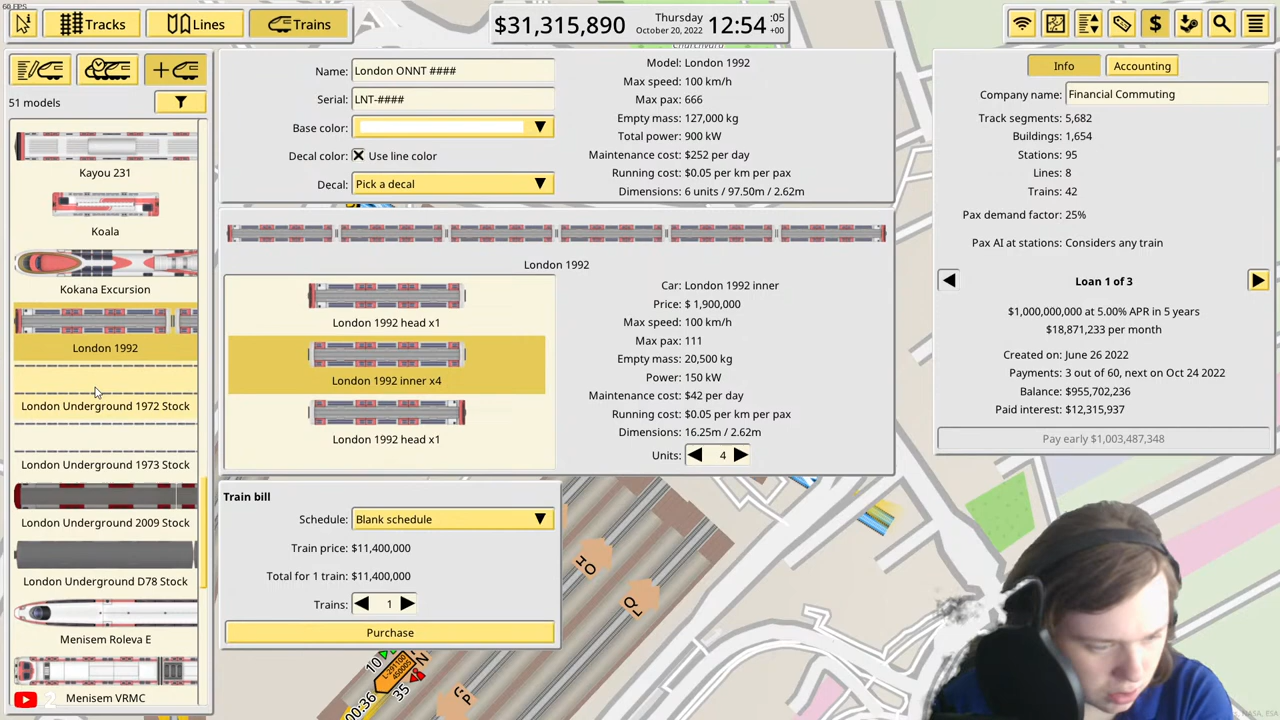 60 FPS
Tracks
Lines
Trains
$31,315,890
Thursday
October 20, 2022
12:54 :05
+00
51 models
Kayou 231
Koala
Kokana Excursion
London 1992
London Underground 1972 Stock
London Underground 1973 Stock
London Underground 2009 Stock
London Underground D78 Stock
Menisem Roleva E
Menisem VRMC
2
Name: London ONNT ####
Serial: LNT-####
Base color:
Decal color: Use line color
Decal: Pick a decal
Model: London 1992
Max speed: 100 km/h
Max pax: 666
Empty mass: 127,000 kg
Total power: 900 kW
Maintenance cost: $252 per day
Running cost: $0.05 per km per pax
Dimensions: 6 units / 97.50m / 2.62m
London 1992
London 1992 head x1
London 1992 inner x4
London 1992 head x1
Car: London 1992 inner
Price: $ 1,900,000
Max speed: 100 km/h
Max pax: 111
Empty mass: 20,500 kg
Power: 150 kW
Maintenance cost: $42 per day
Running cost: $0.05 per km per pax
Dimensions: 16.25m / 2.62m
Units: 4
Train bill
Schedule: Blank schedule
Train price: $11,400,000
Total for 1 train: $11,400,000
Trains: 1
Purchase
Info
Accounting
Company name: Financial Commuting
Track segments: 5,682
Buildings: 1,654
Stations: 95
Lines: 8
Trains: 42
Pax demand factor: 25%
Pax AI at stations: Considers any train
Loan 1 of 3
$1,000,000,000 at 5.00% APR in 5 years
$18,871,233 per month
Created on: June 26 2022
Payments: 3 out of 60, next on Oct 24 2022
Balance: $955,702,236
Paid interest: $12,315,937
Pay early $1,003,487,348
10
35
00:36